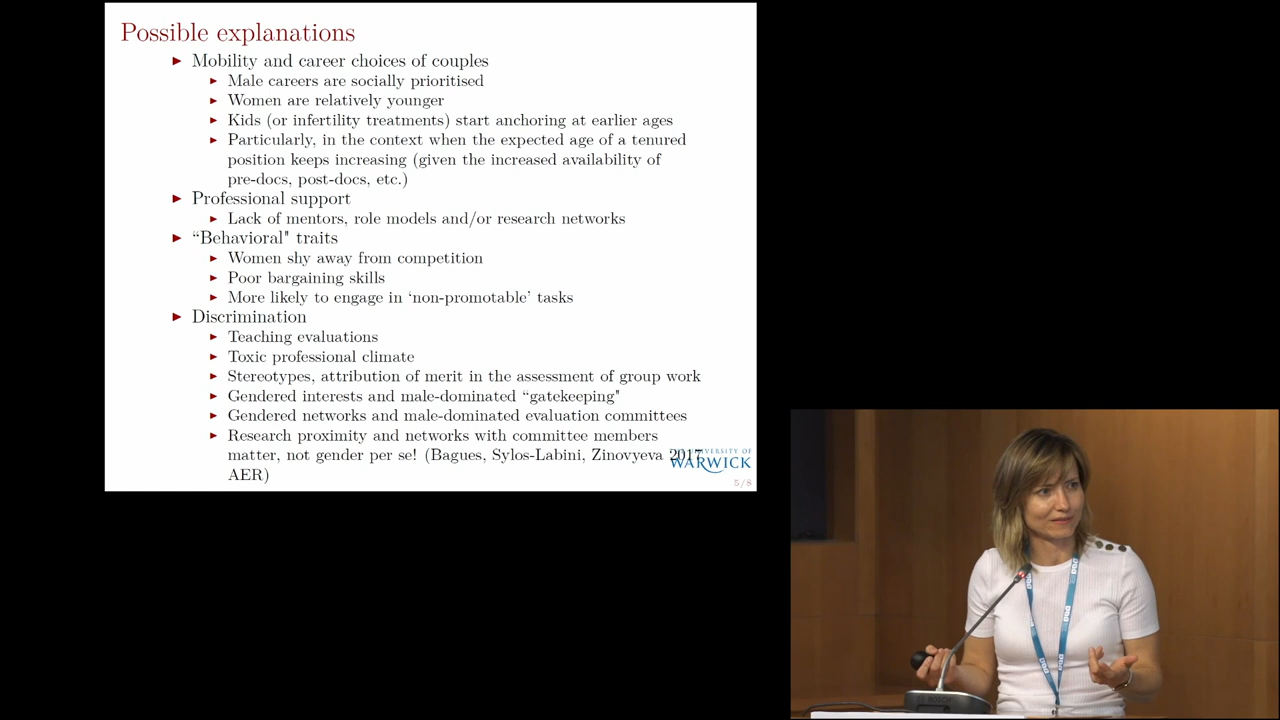 Possible explanations
► Mobility and career choices of couples
► Male careers are socially prioritised
► Women are relatively younger
► Kids (or infertility treatments) start anchoring at earlier ages
► Particularly, in the context when the expected age of a tenured
position keeps increasing (given the increased availability of
pre-docs, post-docs, etc.)
► Professional support
► Lack of mentors, role models and/or research networks
► “Behavioral" traits
► Women shy away from competition
► Poor bargaining skills
► More likely to engage in ‘non-promotable’ tasks
► Discrimination
► Teaching evaluations
► Toxic professional climate
► Stereotypes, attribution of merit in the assessment of group work
► Gendered interests and male-dominated “gatekeeping"
► Gendered networks and male-dominated evaluation committees
► Research proximity and networks with committee members
matter, not gender per se! (Bagues, Sylos-Labini, Zinovyeva 2017
AER)
UNIVERSITY OF
WARWICK
5/8
BOSCH